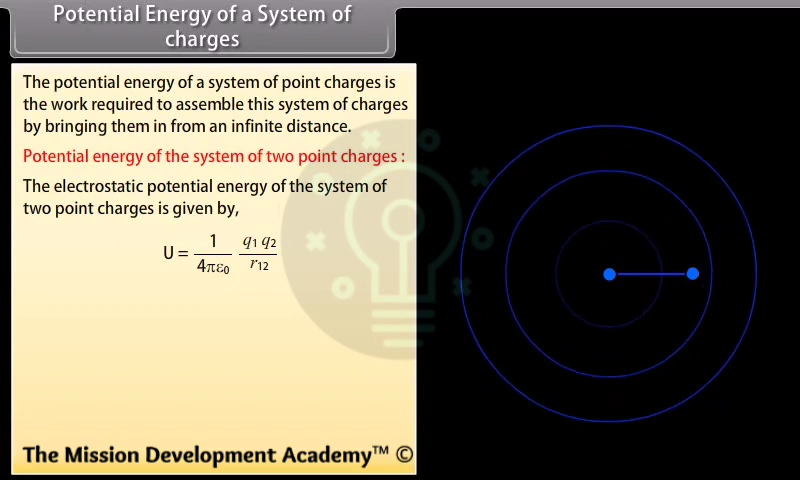 Potential Energy of a System of
charges
The potential energy of a system of point charges is
the work required to assemble this system of charges
by bringing them in from an infinite distance.
Potential energy of the system of two point charges :
The electrostatic potential energy of the system of
two point charges is given by,
U = 1/4πε₀ q₁ q₂/r₁₂
The Mission Development Academy™ ©